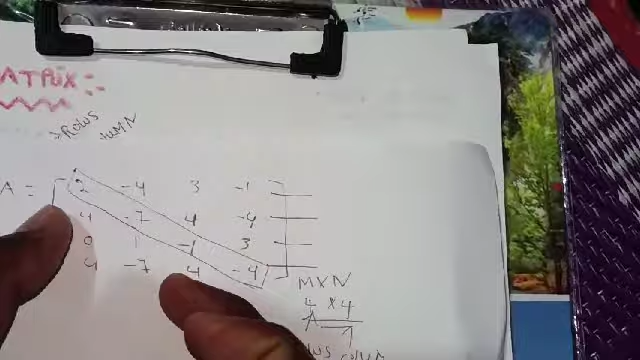 ATRIX:-
ROWS
A = [ 2 -4 3 -1 ]
4 -7 4 -4
0 1 -1 3
4 -7 4 -4
MXN
4 x 4